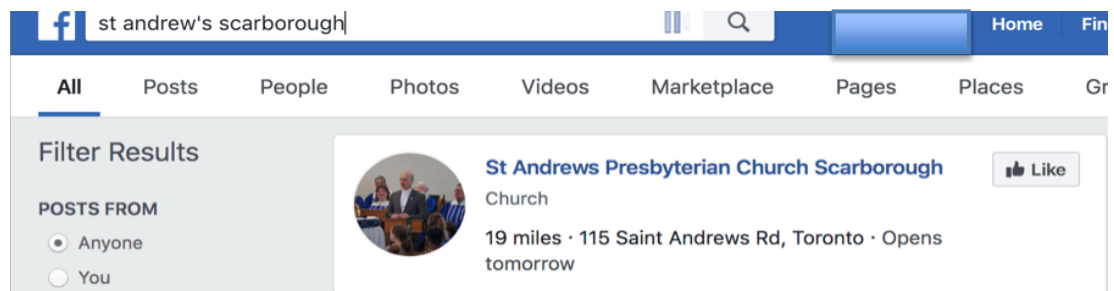 f st andrew's scarborough
Home Fin
All Posts People Photos Videos Marketplace Pages Places Gr
Filter Results
POSTS FROM
Anyone
You
St Andrews Presbyterian Church Scarborough
Like
Church
19 miles · 115 Saint Andrews Rd, Toronto · Opens
tomorrow